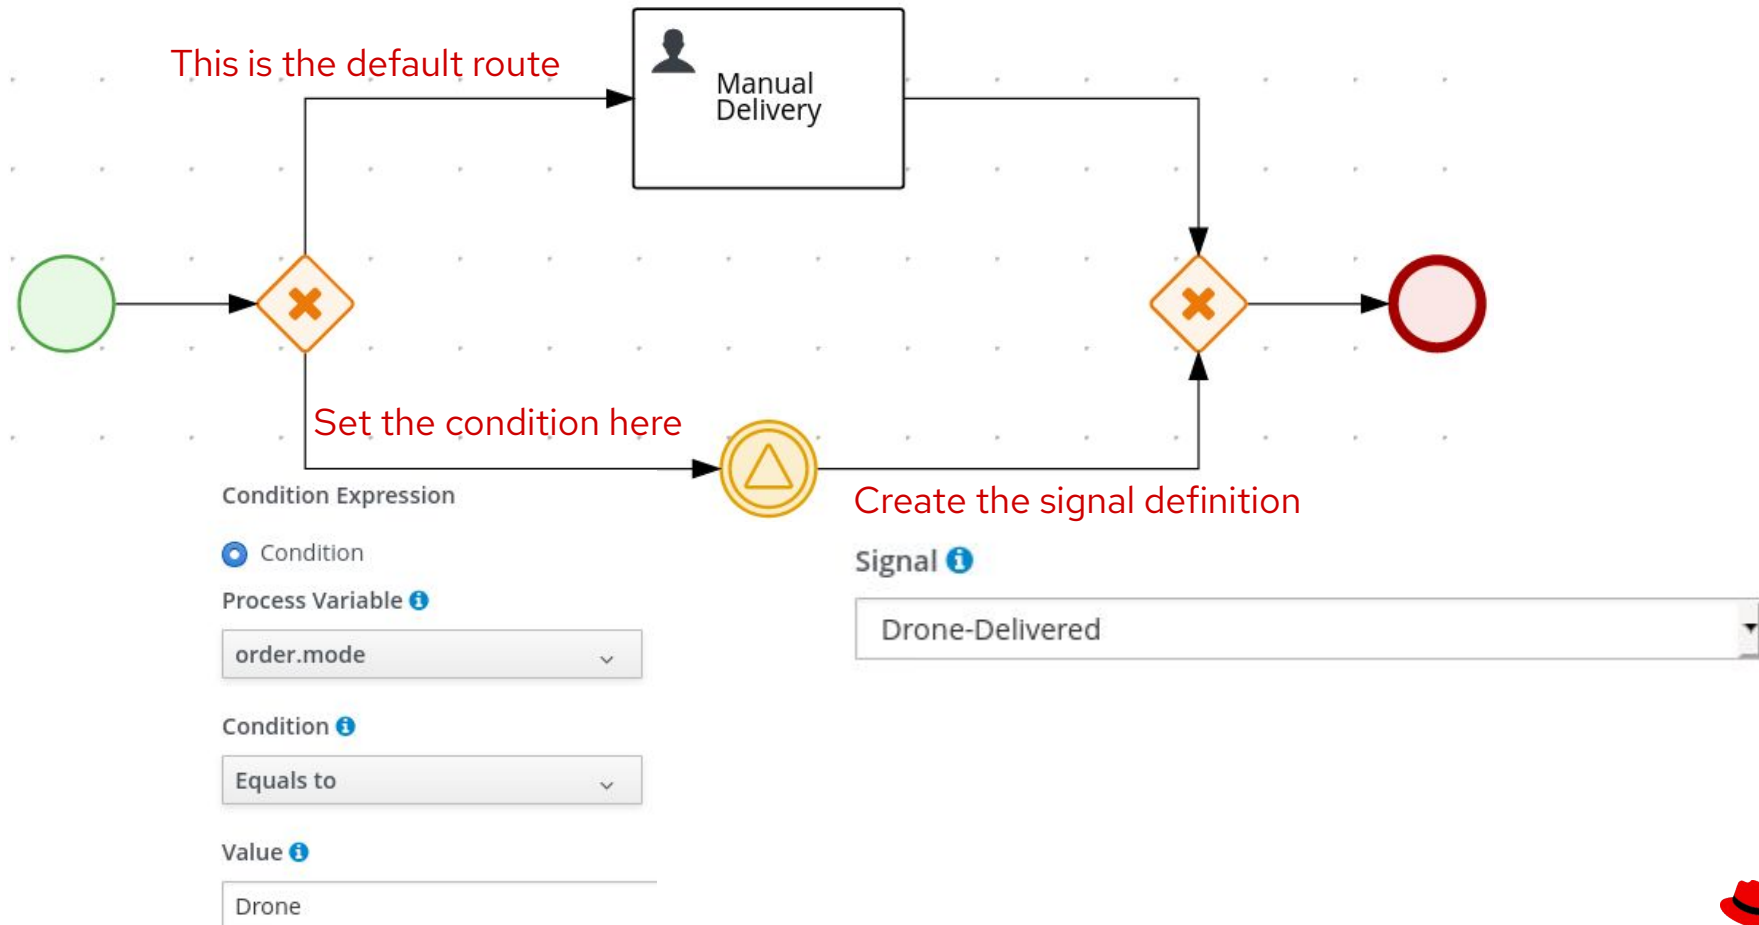 This is the default route
Manual
Delivery
Set the condition here
Condition Expression
Condition
Process Variable
order.mode
Condition
Equals to
Value
Drone
Create the signal definition
Signal
Drone-Delivered